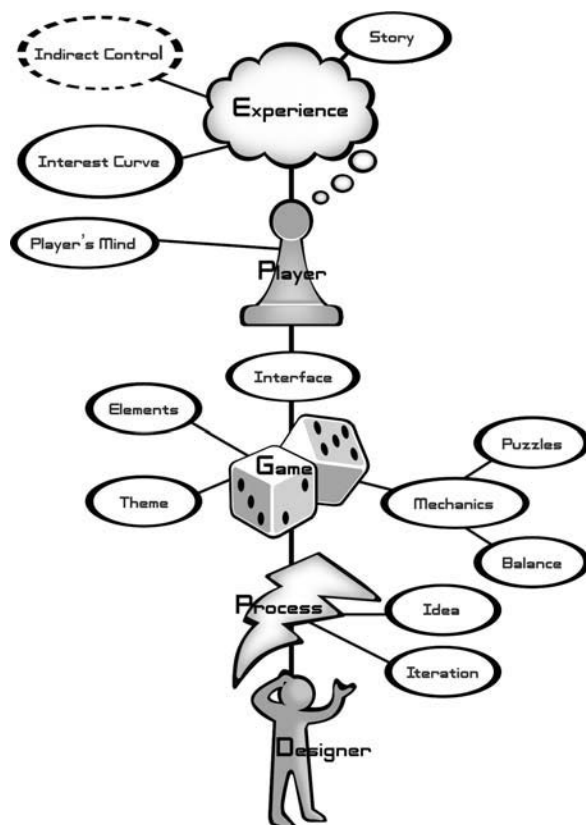 Story
Indirect Control
Experience
Interest Curve
Player's Mind
Player
Interface
Elements
Puzzles
Game
Theme
Mechanics
Balance
Process
Idea
Iteration
Designer